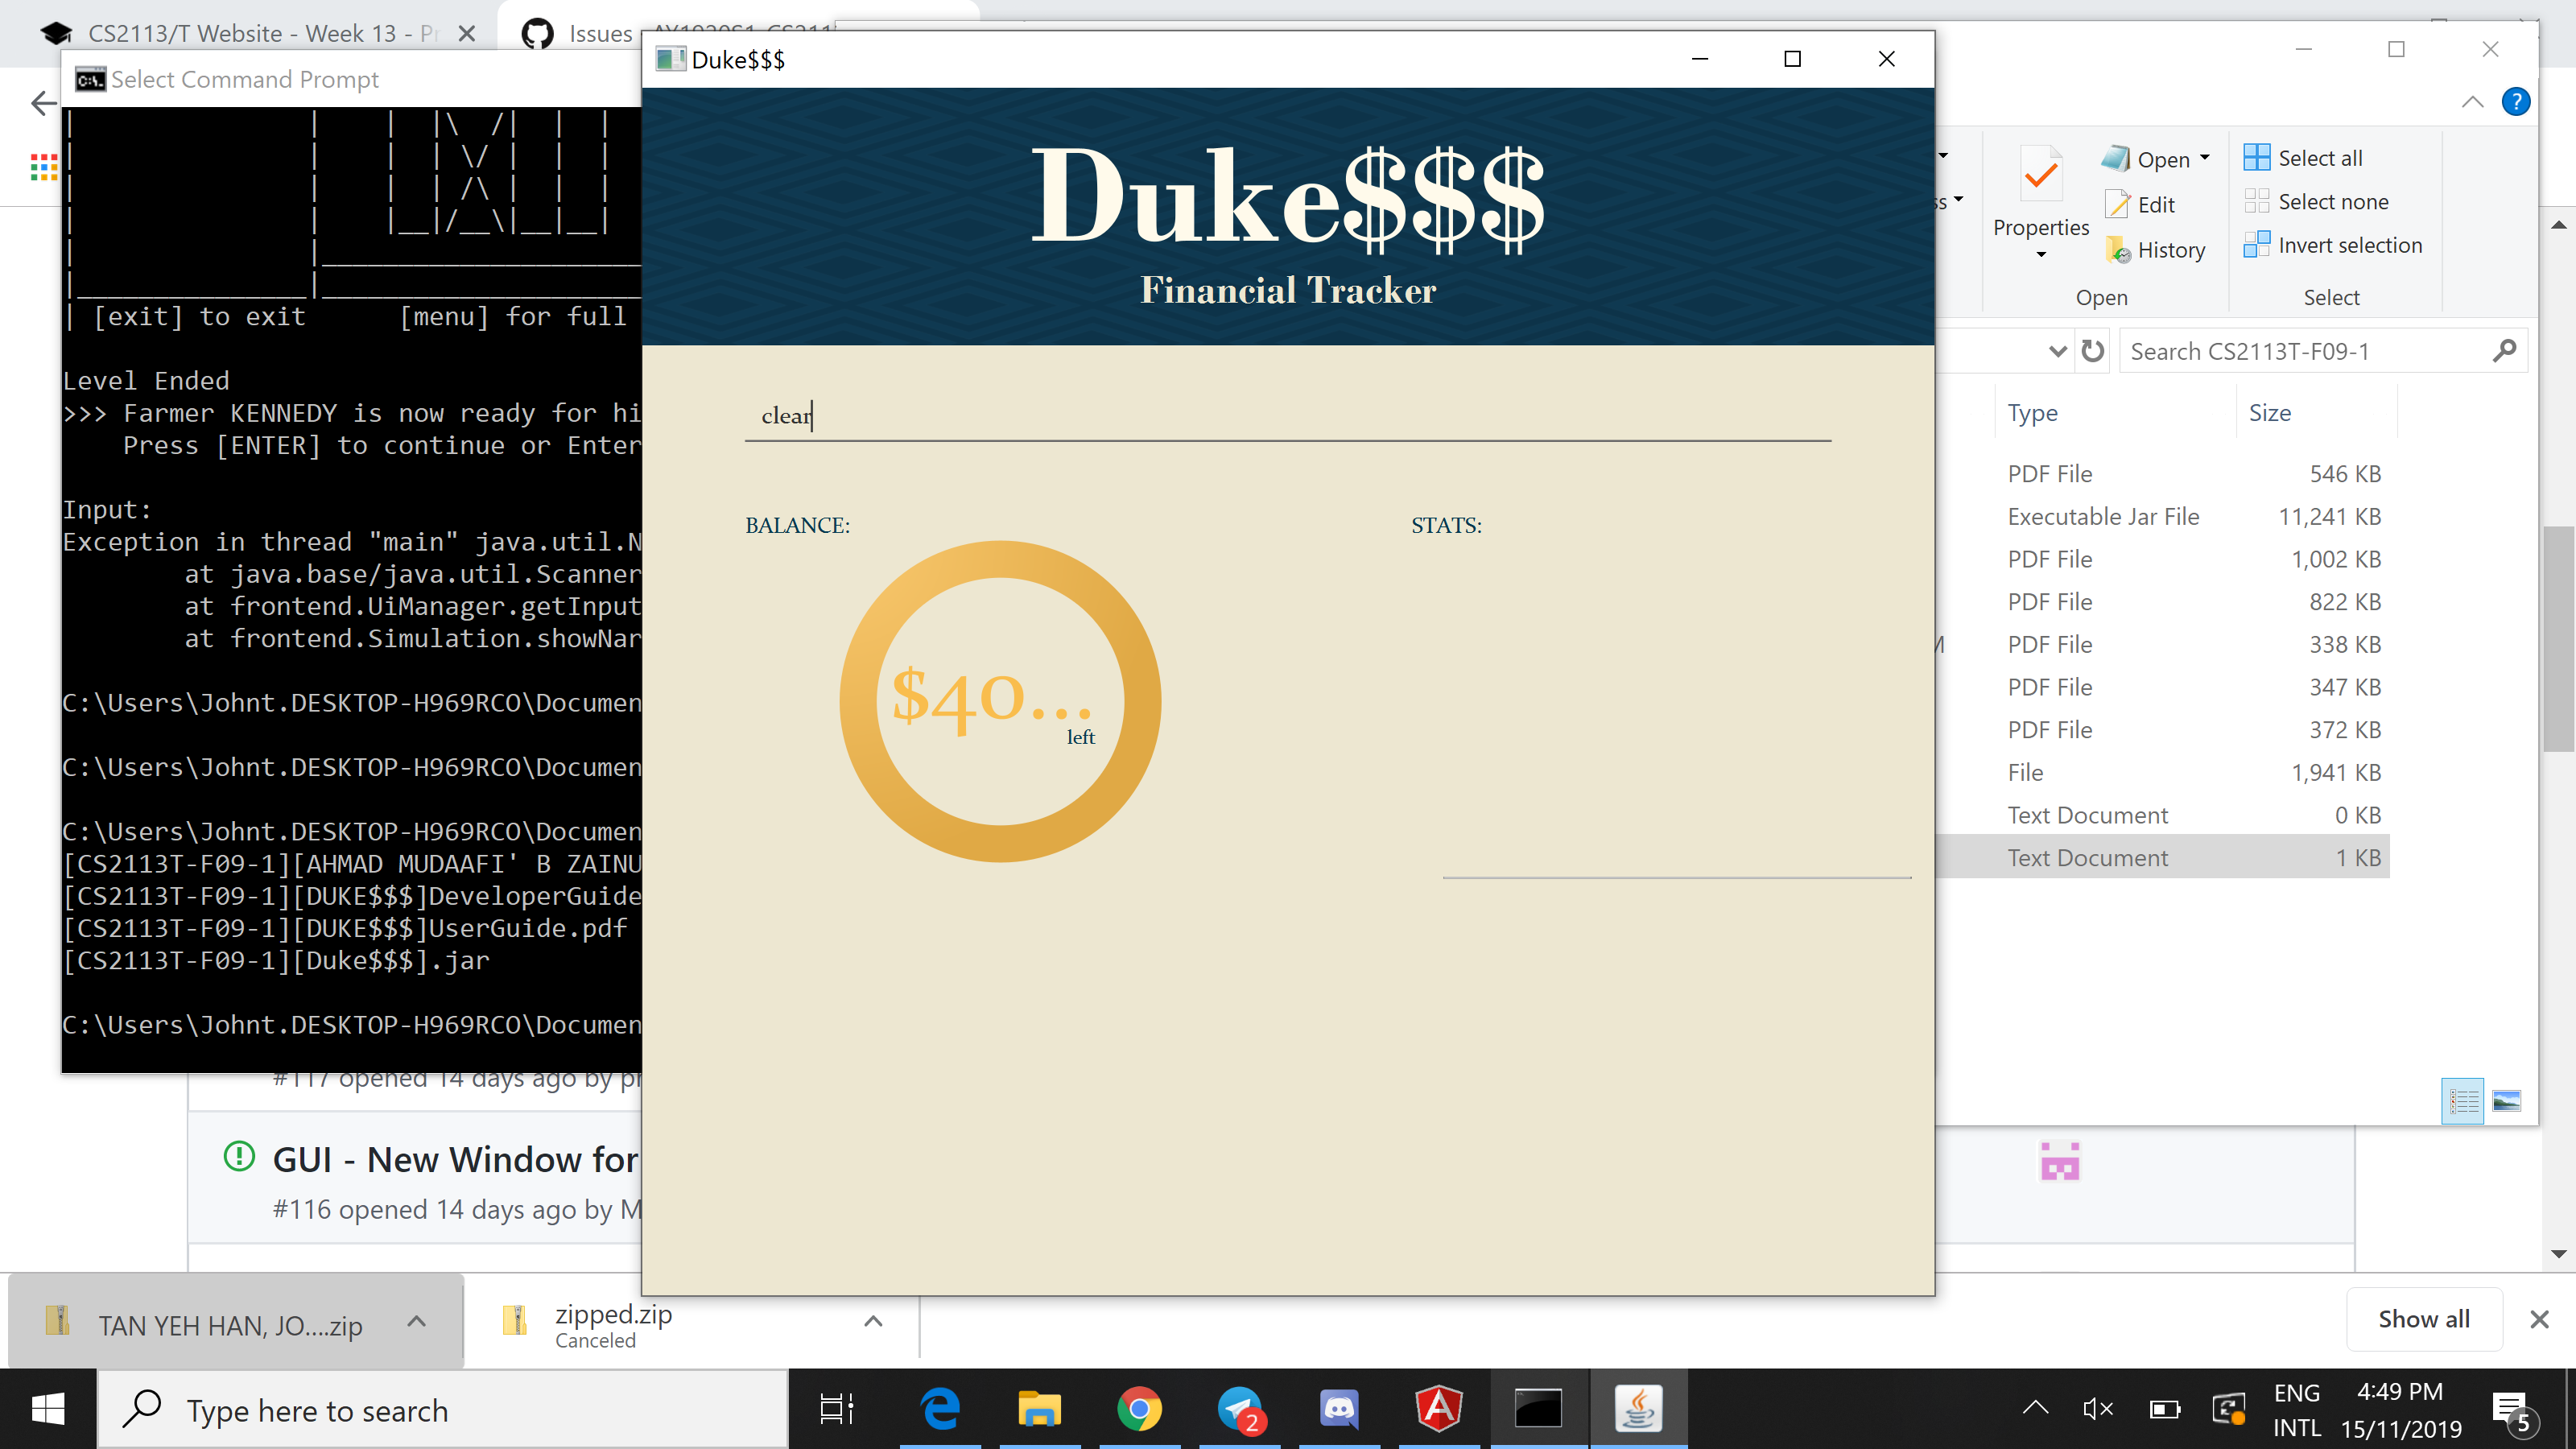 CS2113/T Website - Week 13 - Pr
Issues
Select Command Prompt
Duke$$$
| [exit] to exit      [menu] for full
Level Ended
>>> Farmer KENNEDY is now ready for hi
Press [ENTER] to continue or Enter
Input:
Exception in thread "main" java.util.N
at java.base/java.util.Scanner
at frontend.UiManager.getInput
at frontend.Simulation.showNar
C:\Users\Johnt.DESKTOP-H969RCO\Documen
C:\Users\Johnt.DESKTOP-H969RCO\Documen
C:\Users\Johnt.DESKTOP-H969RCO\Documen
[CS2113T-F09-1][AHMAD MUDAAFI' B ZAINU
[CS2113T-F09-1][DUKE$$$]DeveloperGuide
[CS2113T-F09-1][DUKE$$$]UserGuide.pdf
[CS2113T-F09-1][Duke$$$].jar
C:\Users\Johnt.DESKTOP-H969RCO\Documen
Duke$$$
Financial Tracker
clear
BALANCE:
STATS:
$40...
left
Properties
Open
Edit
History
Open
Select all
Select none
Invert selection
Select
Search CS2113T-F09-1
Type Size
PDF File 546 KB
Executable Jar File 11,241 KB
PDF File 1,002 KB
PDF File 822 KB
PDF File 338 KB
PDF File 347 KB
PDF File 372 KB
File 1,941 KB
Text Document 0 KB
Text Document 1 KB
#117 opened 14 days ago by
GUI - New Window for
#116 opened 14 days ago by M
TAN YEH HAN, JO....zip
zipped.zip
Canceled
Show all
Type here to search
2
ENG
INTL
4:49 PM
15/11/2019
5